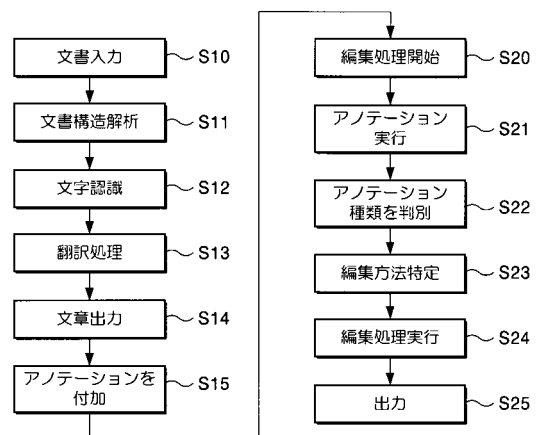 文書入力
S10
文書構造解析
S11
文字認識
S12
翻訳処理
S13
文章出力
S14
アノテーションを
付加
S15
編集処理開始
S20
アノテーション
実行
S21
アノテーション
種類を判別
S22
編集方法特定
S23
編集処理実行
S24
出力
S25